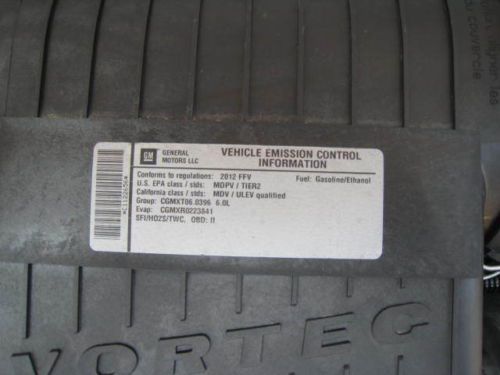 GM GENERAL MOTORS LLC
VEHICLE EMISSION CONTROL INFORMATION
Conforms to regulations: 2012 FFV Fuel: Gasoline/Ethanol
U.S. EPA class / stds: MDPV / TIER2
California class / stds: MDV / ULEV qualified
Group: CGMXT06.0396 6.0L
Evap: CGMXR0223841
SFI/HO2S/TWC, OBD: II
VORTEC